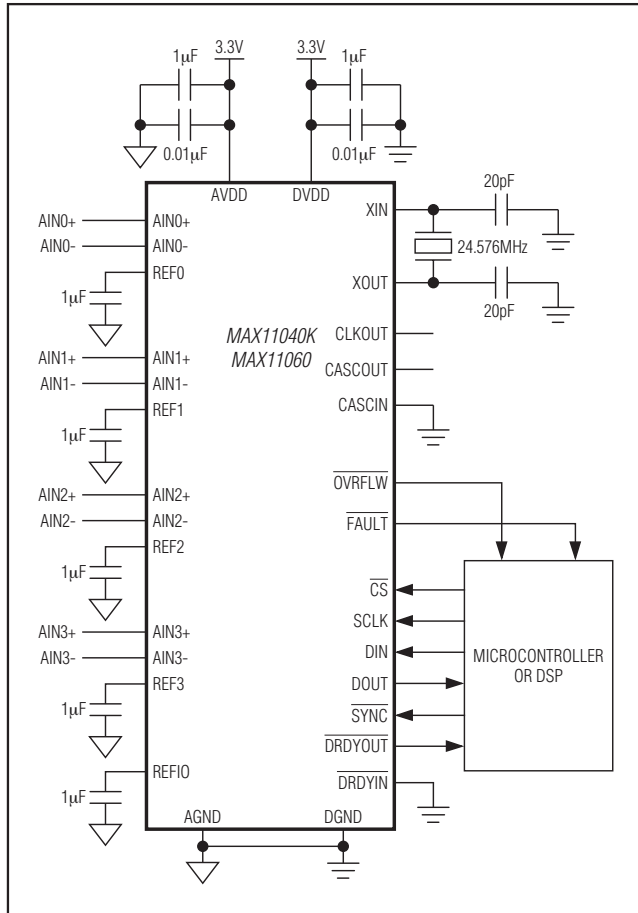 1µF 3.3V 3.3V 1µF
0.01µF 0.01µF
AVDD DVDD
20pF
XIN
AIN0+ AIN0+
AIN0- AIN0-
24.576MHz
REF0
1µF
XOUT
20pF
MAX11040K
MAX11060
CLKOUT
AIN1+ AIN1+
CASCOUT
AIN1- AIN1-
REF1
CASCIN
1µF
OVRFLW
AIN2+ AIN2+
AIN2- AIN2-
FAULT
REF2
1µF
CS
SCLK
AIN3+ AIN3+
AIN3- AIN3-
DIN
MICROCONTROLLER
OR DSP
REF3
DOUT
1µF
SYNC
DRDYOUT
REFIO
1µF
DRDYIN
AGND DGND